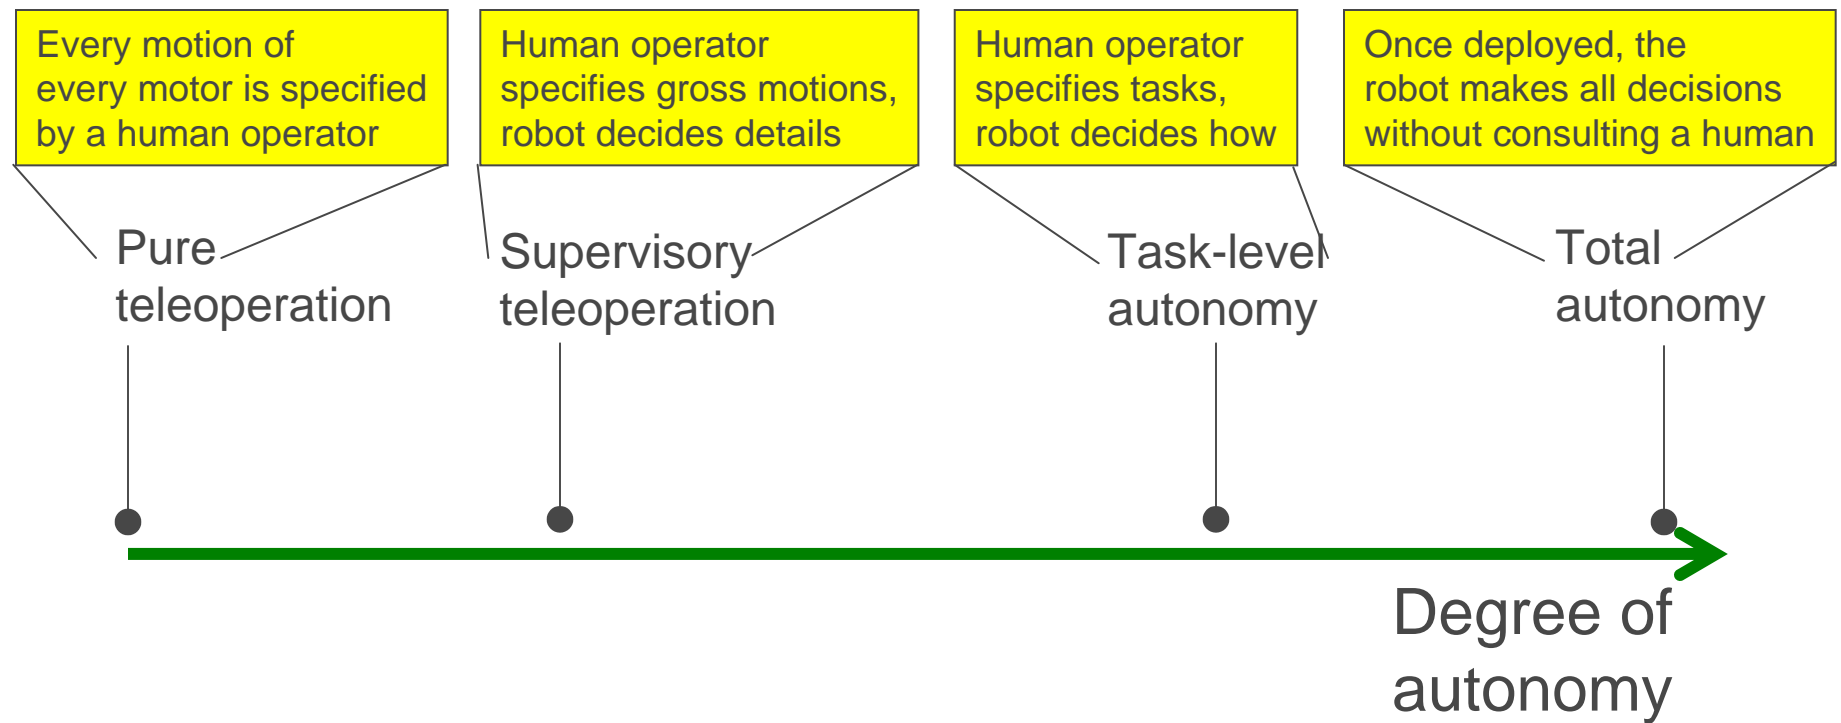 Every motion of
every motor is specified
by a human operator
Human operator
specifies gross motions,
robot decides details
Human operator
specifies tasks,
robot decides how
Once deployed, the
robot makes all decisions
without consulting a human
Pure
teleoperation
Supervisory
teleoperation
Task-level
autonomy
Total
autonomy
Degree of
autonomy